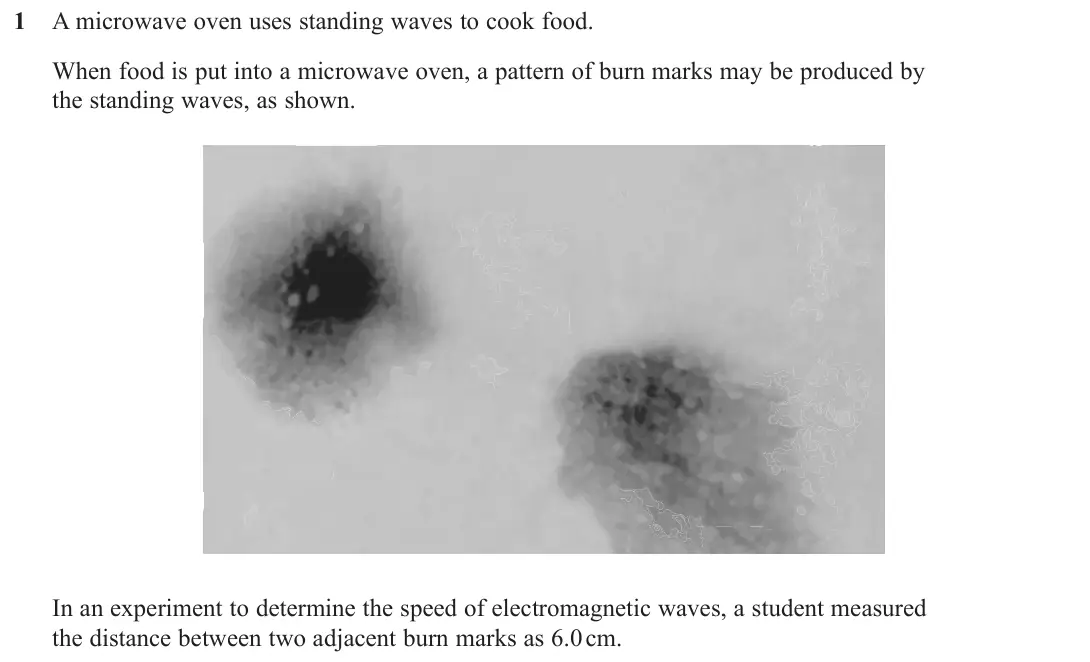 1 A microwave oven uses standing waves to cook food.
When food is put into a microwave oven, a pattern of burn marks may be produced by
the standing waves, as shown.
In an experiment to determine the speed of electromagnetic waves, a student measured
the distance between two adjacent burn marks as 6.0 cm.